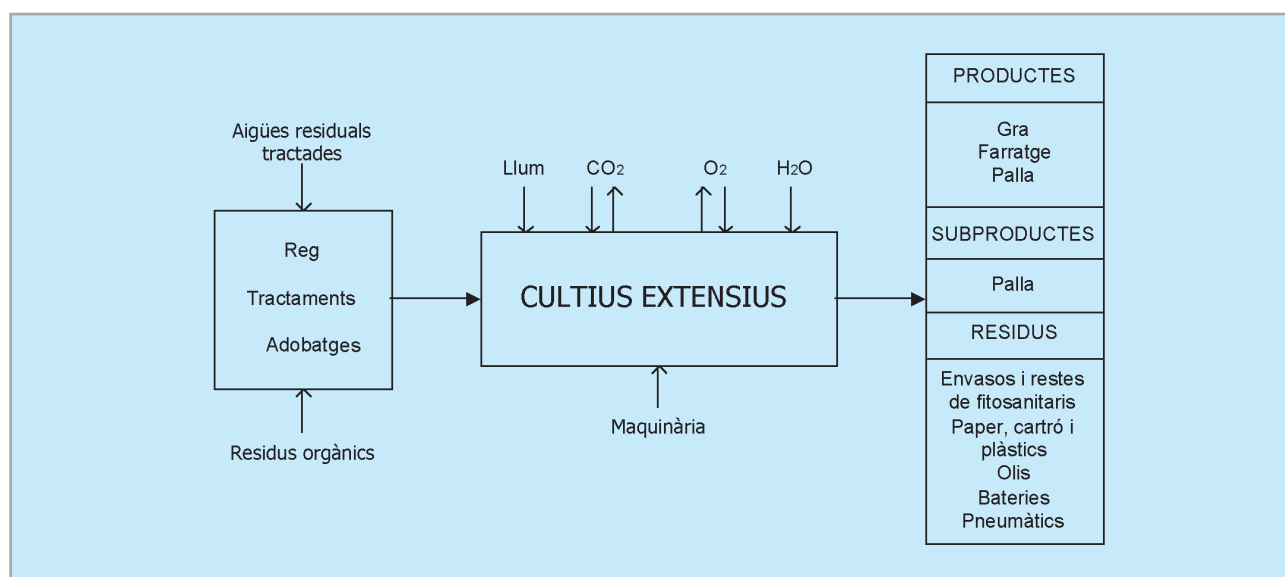 Aigües residuals
tractades
Reg
Tractaments
Adobatges
Residus orgànics
Llum
CO2
O2
H2O
CULTIUS EXTENSIUS
Maquinària
PRODUCTES
Gra
Farratge
Palla
SUBPRODUCTES
Palla
RESIDUS
Envasos i restes
de fitosanitaris
Paper, cartró i
plàstics
Olis
Bateries
Pneumàtics